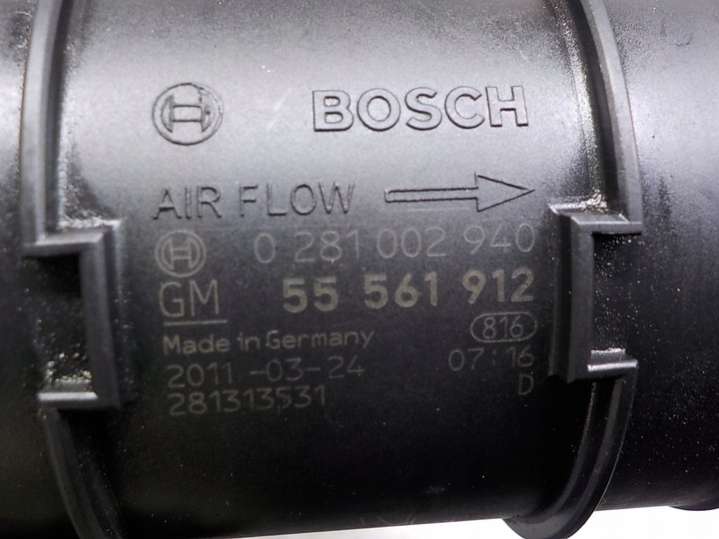 BOSCH
AIR FLOW
0 281 002 940
GM 55 561 912
Made in Germany 816
2011-03-24 07:16
281313531 D